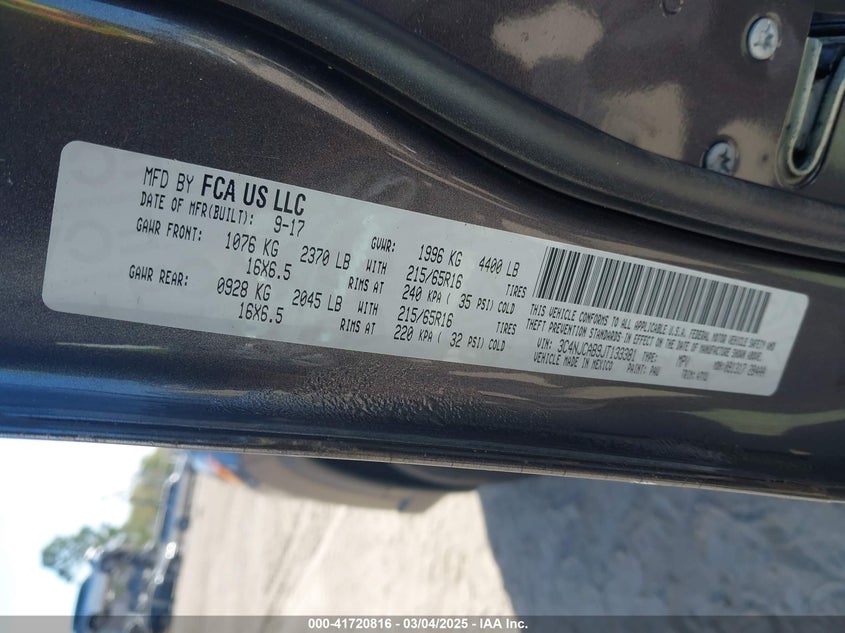 MFD BY FCA US LLC
DATE OF MFR(BUILT): 9-17
GAWR FRONT: 1076 KG 2370 LB WITH
16X6.5 RIMS AT
GAWR REAR: 0928 KG 2045 LB WITH
16X6.5 RIMS AT
GVWR: 1996 KG 4400 LB
215/65R16 TIRES
240 KPA ( 35 PSI) COLD
215/65R16 TIRES
220 KPA ( 32 PSI) COLD
THIS VEHICLE CONFORMS TO ALL APPLICABLE U.S.A. FEDERAL MOTOR VEHICLE SAFETY AND
THEFT PREVENTION STANDARDS IN EFFECT ON THE DATE OF MANUFACTURE SHOWN ABOVE.
VIN: 3C4NJCAB9JT133381 TYPE: MPV
VEHICLE MADE IN MEXICO PAINT: PAU TRIM:
000-41720816 - 03/04/2025 - IAA Inc.